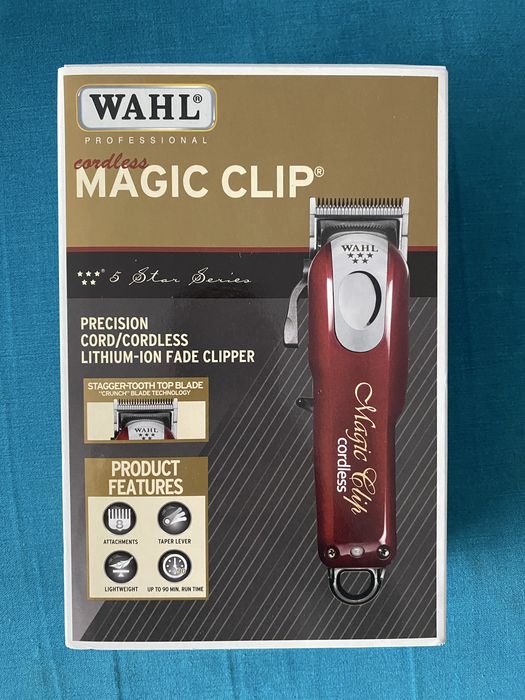 WAHL®
PROFESSIONAL
cordless
MAGIC CLIP®
5 Star Series
PRECISION
CORD/CORDLESS
LITHIUM-ION FADE CLIPPER
STAGGER-TOOTH TOP BLADE
"CRUNCH" BLADE TECHNOLOGY
WAHL
PRODUCT
FEATURES
8
ATTACHMENTS
TAPER LEVER
LIGHTWEIGHT
UP TO 90 MIN. RUN TIME
WAHL
Magic Clip
cordless